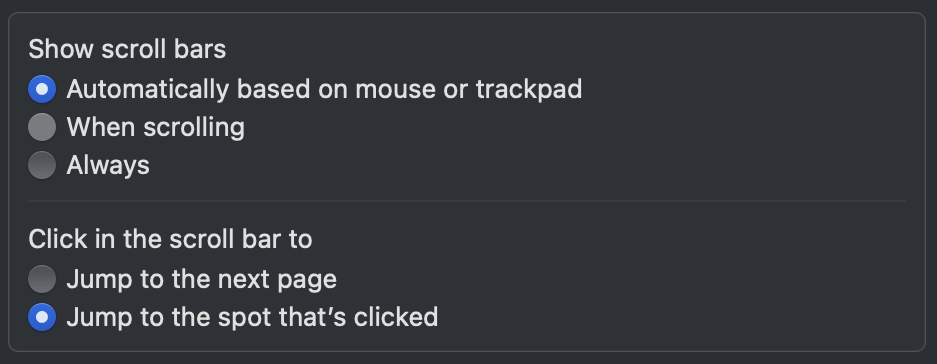 Show scroll bars
Automatically based on mouse or trackpad
When scrolling
Always
Click in the scroll bar to
Jump to the next page
Jump to the spot that’s clicked